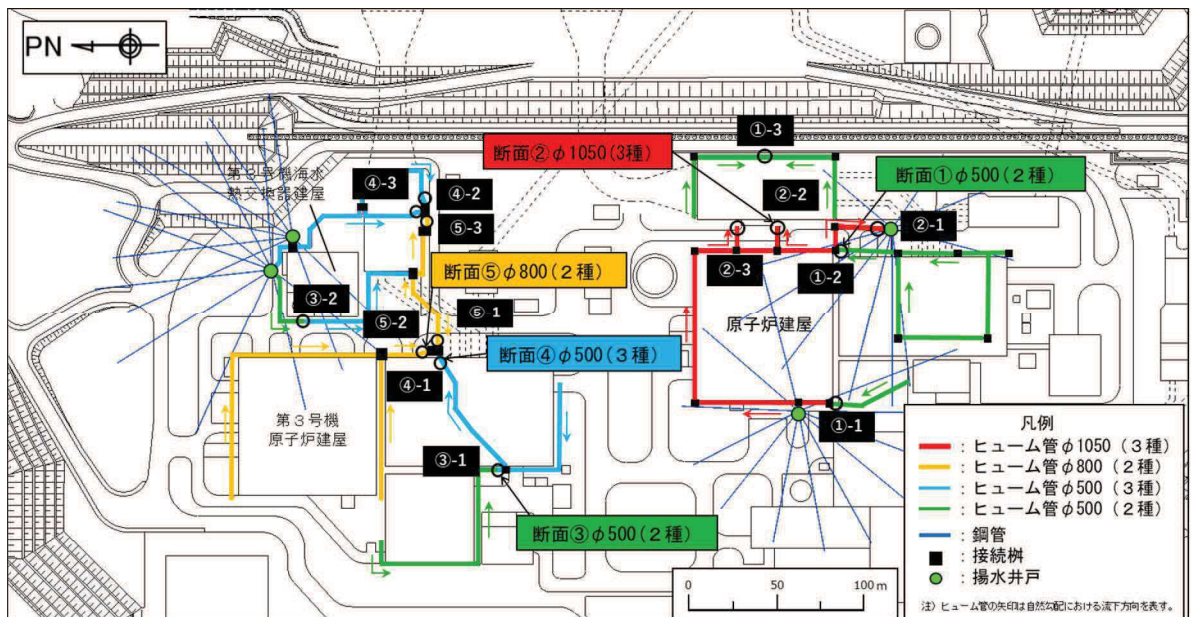 PN
①-3
断面②φ1050(3種)
②-2
断面①φ500(2種)
第3号機海水
熱交換器建屋
④-3
④-2
⑤-3
②-1
断面⑤φ800(2種)
②-3
①-2
③-2
⑤-2
⑤-1
原子炉建屋
断面④φ500(3種)
④-1
第3号機
原子炉建屋
①-1
③-1
断面③φ500(2種)
凡例
:ヒューム管φ1050(3種)
:ヒューム管φ800(2種)
:ヒューム管φ500(3種)
:ヒューム管φ500(2種)
:鋼管
:接続桝
:揚水井戸
0 50 100m
注)ヒューム管の矢印は自然勾配における流下方向を表す。